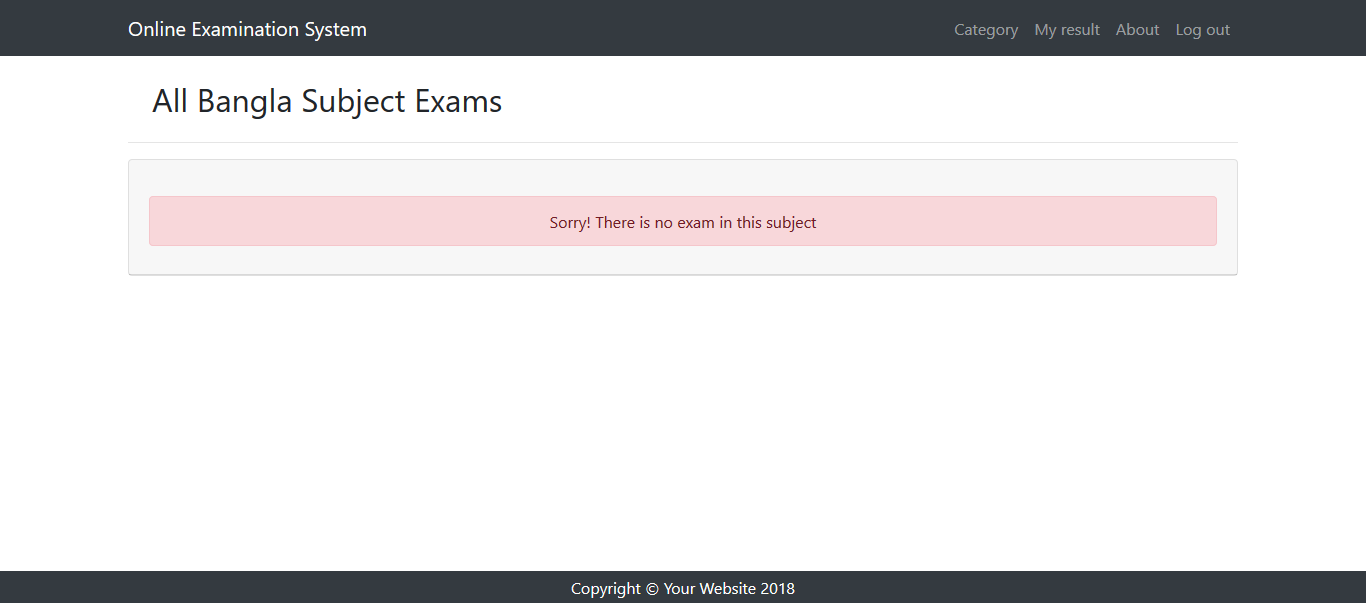 Online Examination System
Category My result About Log out
All Bangla Subject Exams
Sorry! There is no exam in this subject
Copyright © Your Website 2018